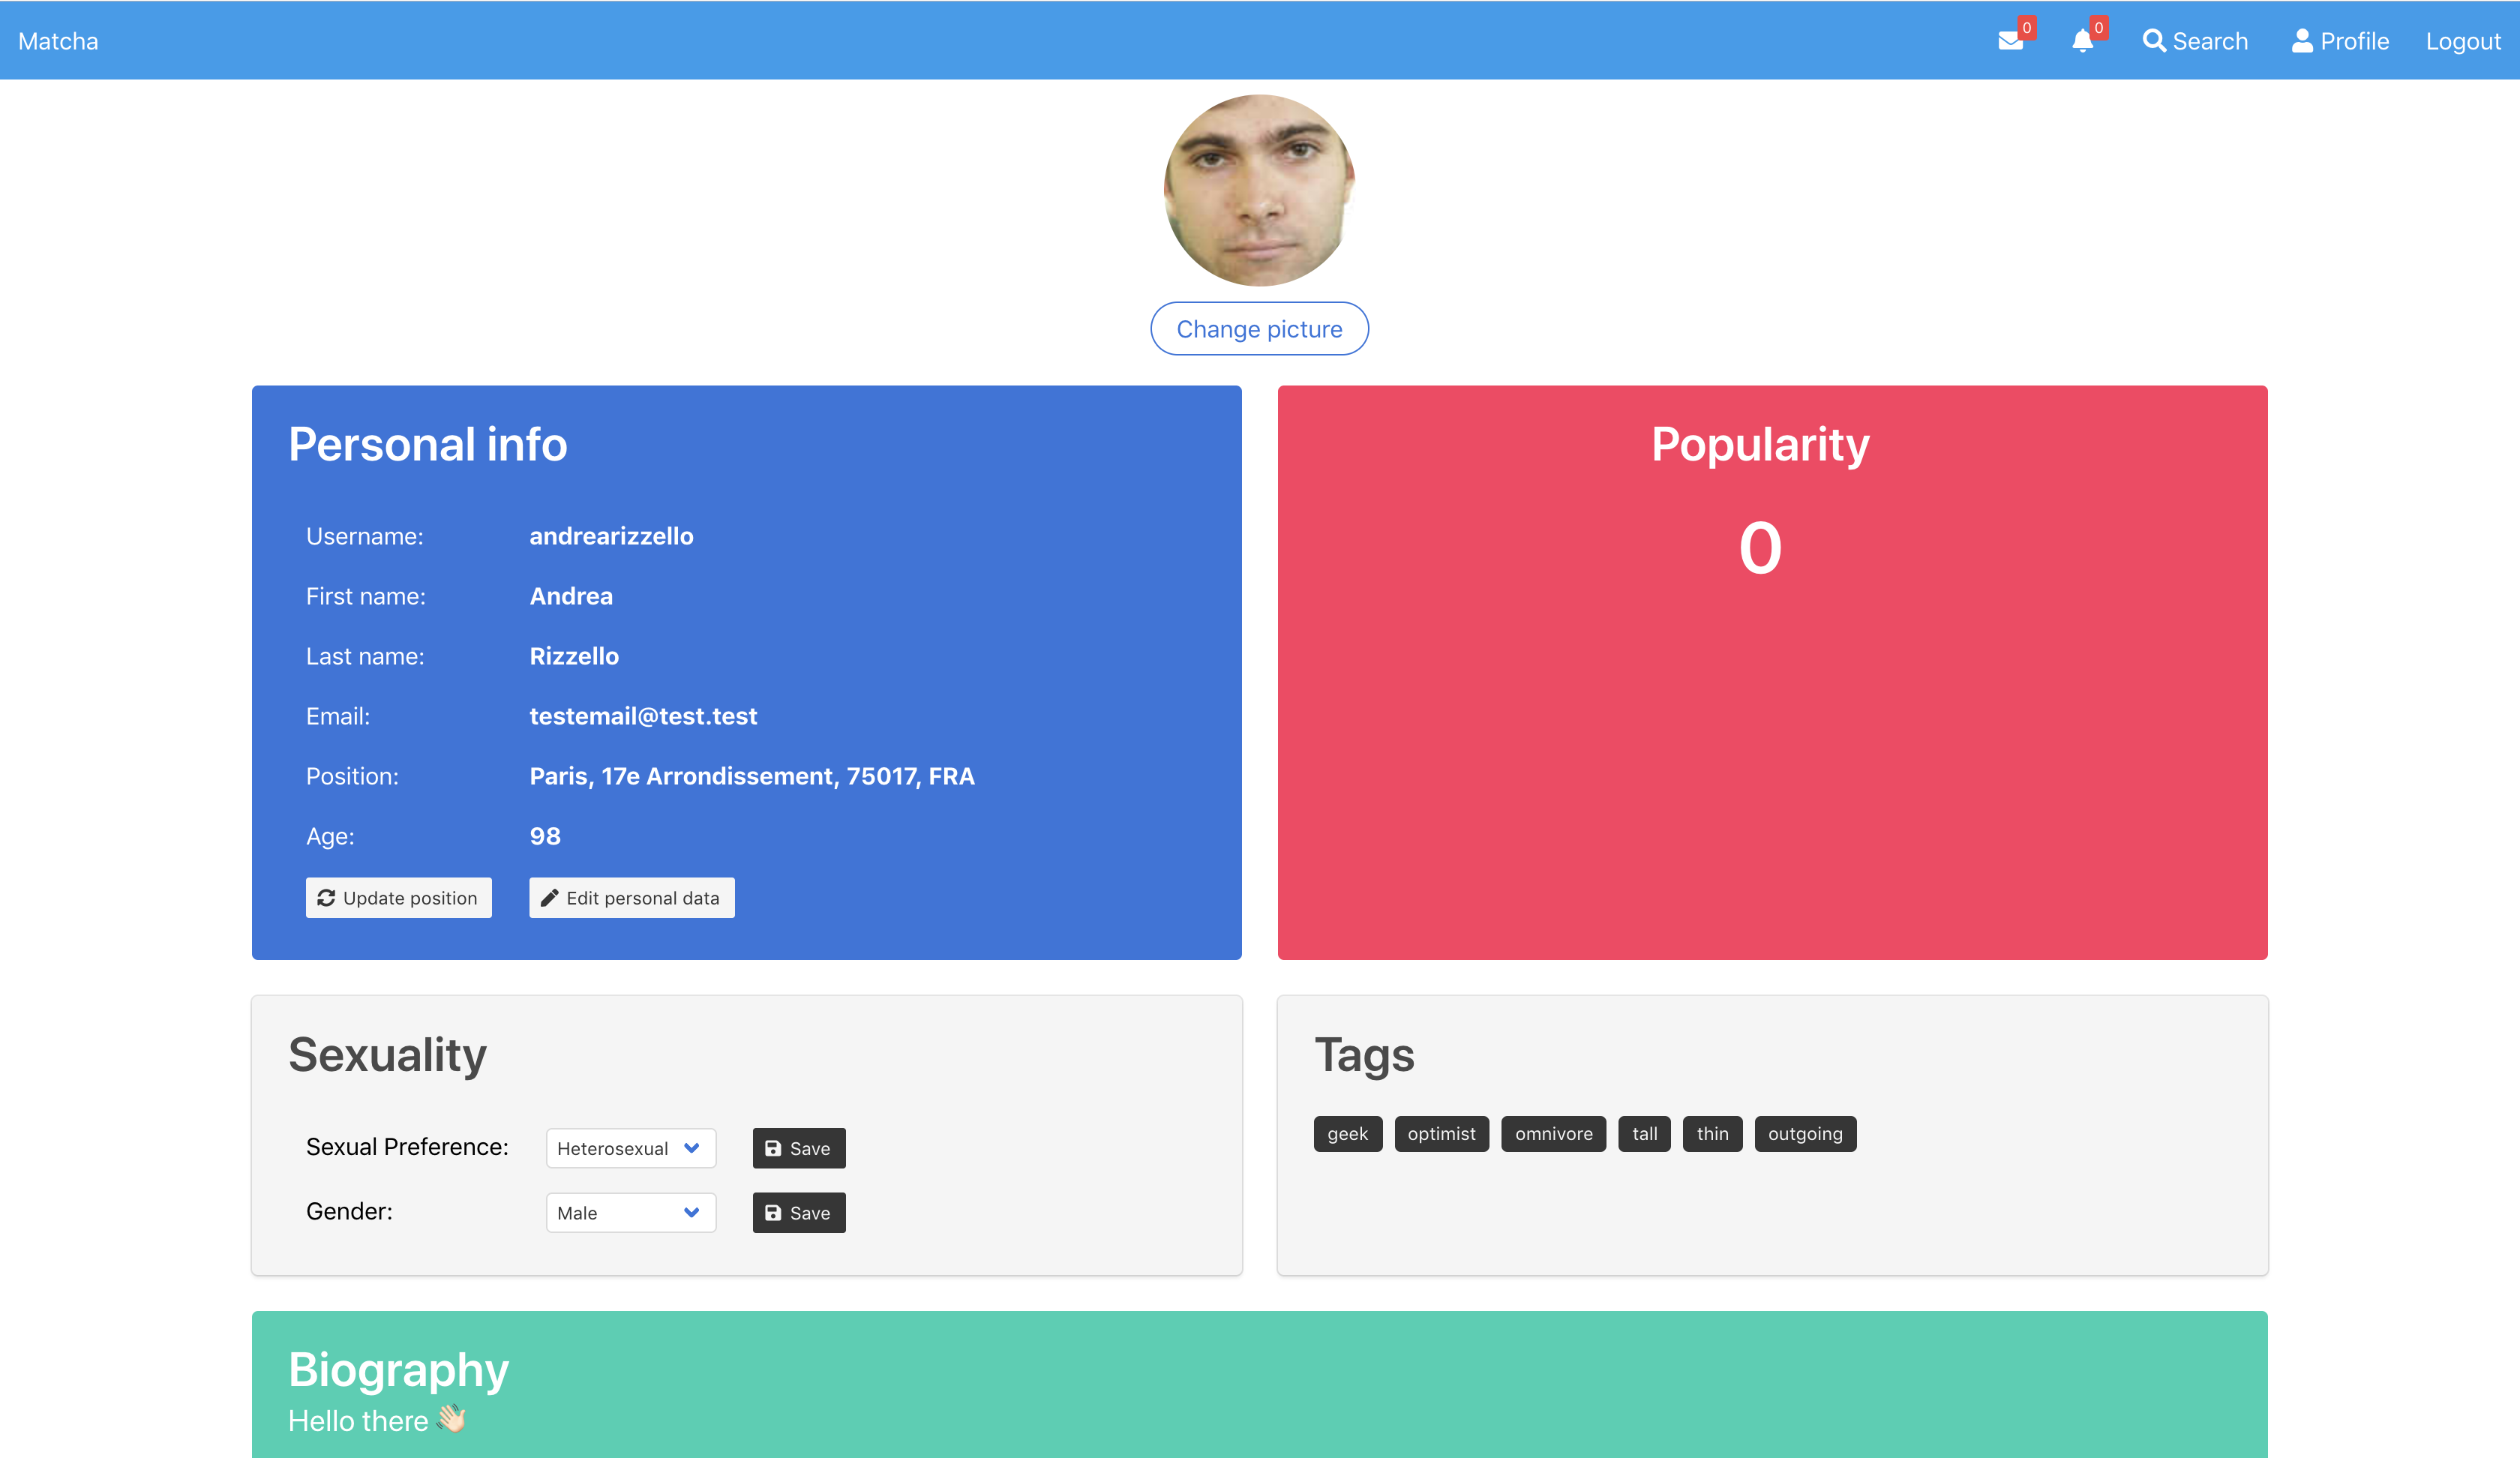 Matcha 0 0 Search Profile Logout
Change picture
Personal info
Username: andrearizzello
First name: Andrea
Last name: Rizzello
Email: testemail@test.test
Position: Paris, 17e Arrondissement, 75017, FRA
Age: 98
Update position Edit personal data
Popularity
0
Sexuality
Sexual Preference: Heterosexual Save
Gender: Male Save
Tags
geek optimist omnivore tall thin outgoing
Biography
Hello there 👋🏻